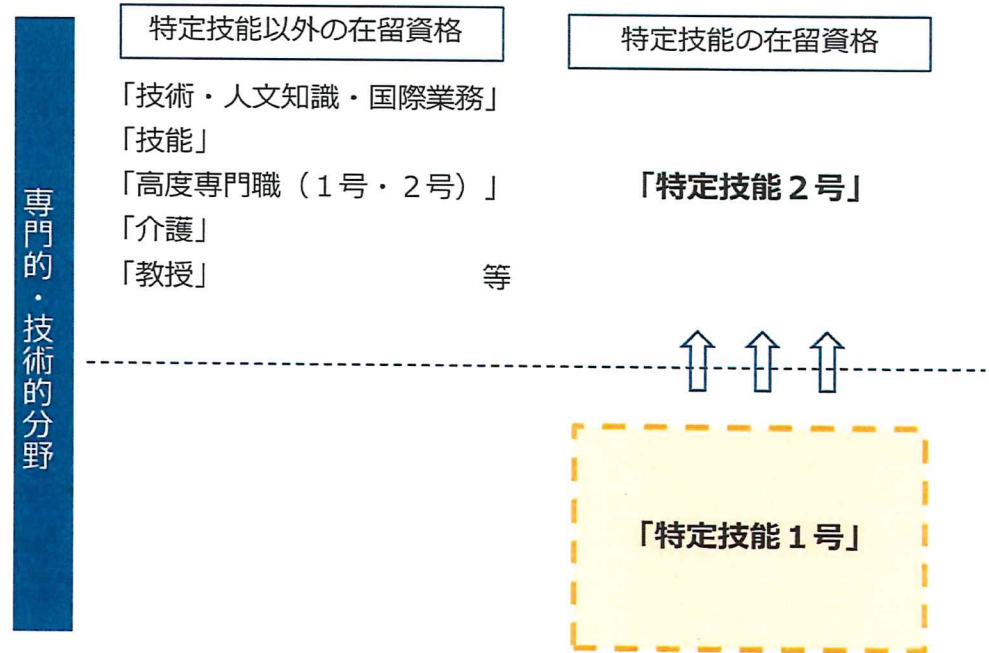 特定技能以外の在留資格
特定技能の在留資格
専門的・技術的分野
「技術・人文知識・国際業務」
「技能」
「高度専門職（１号・２号）」
「介護」
「教授」 等
「特定技能２号」
「特定技能１号」